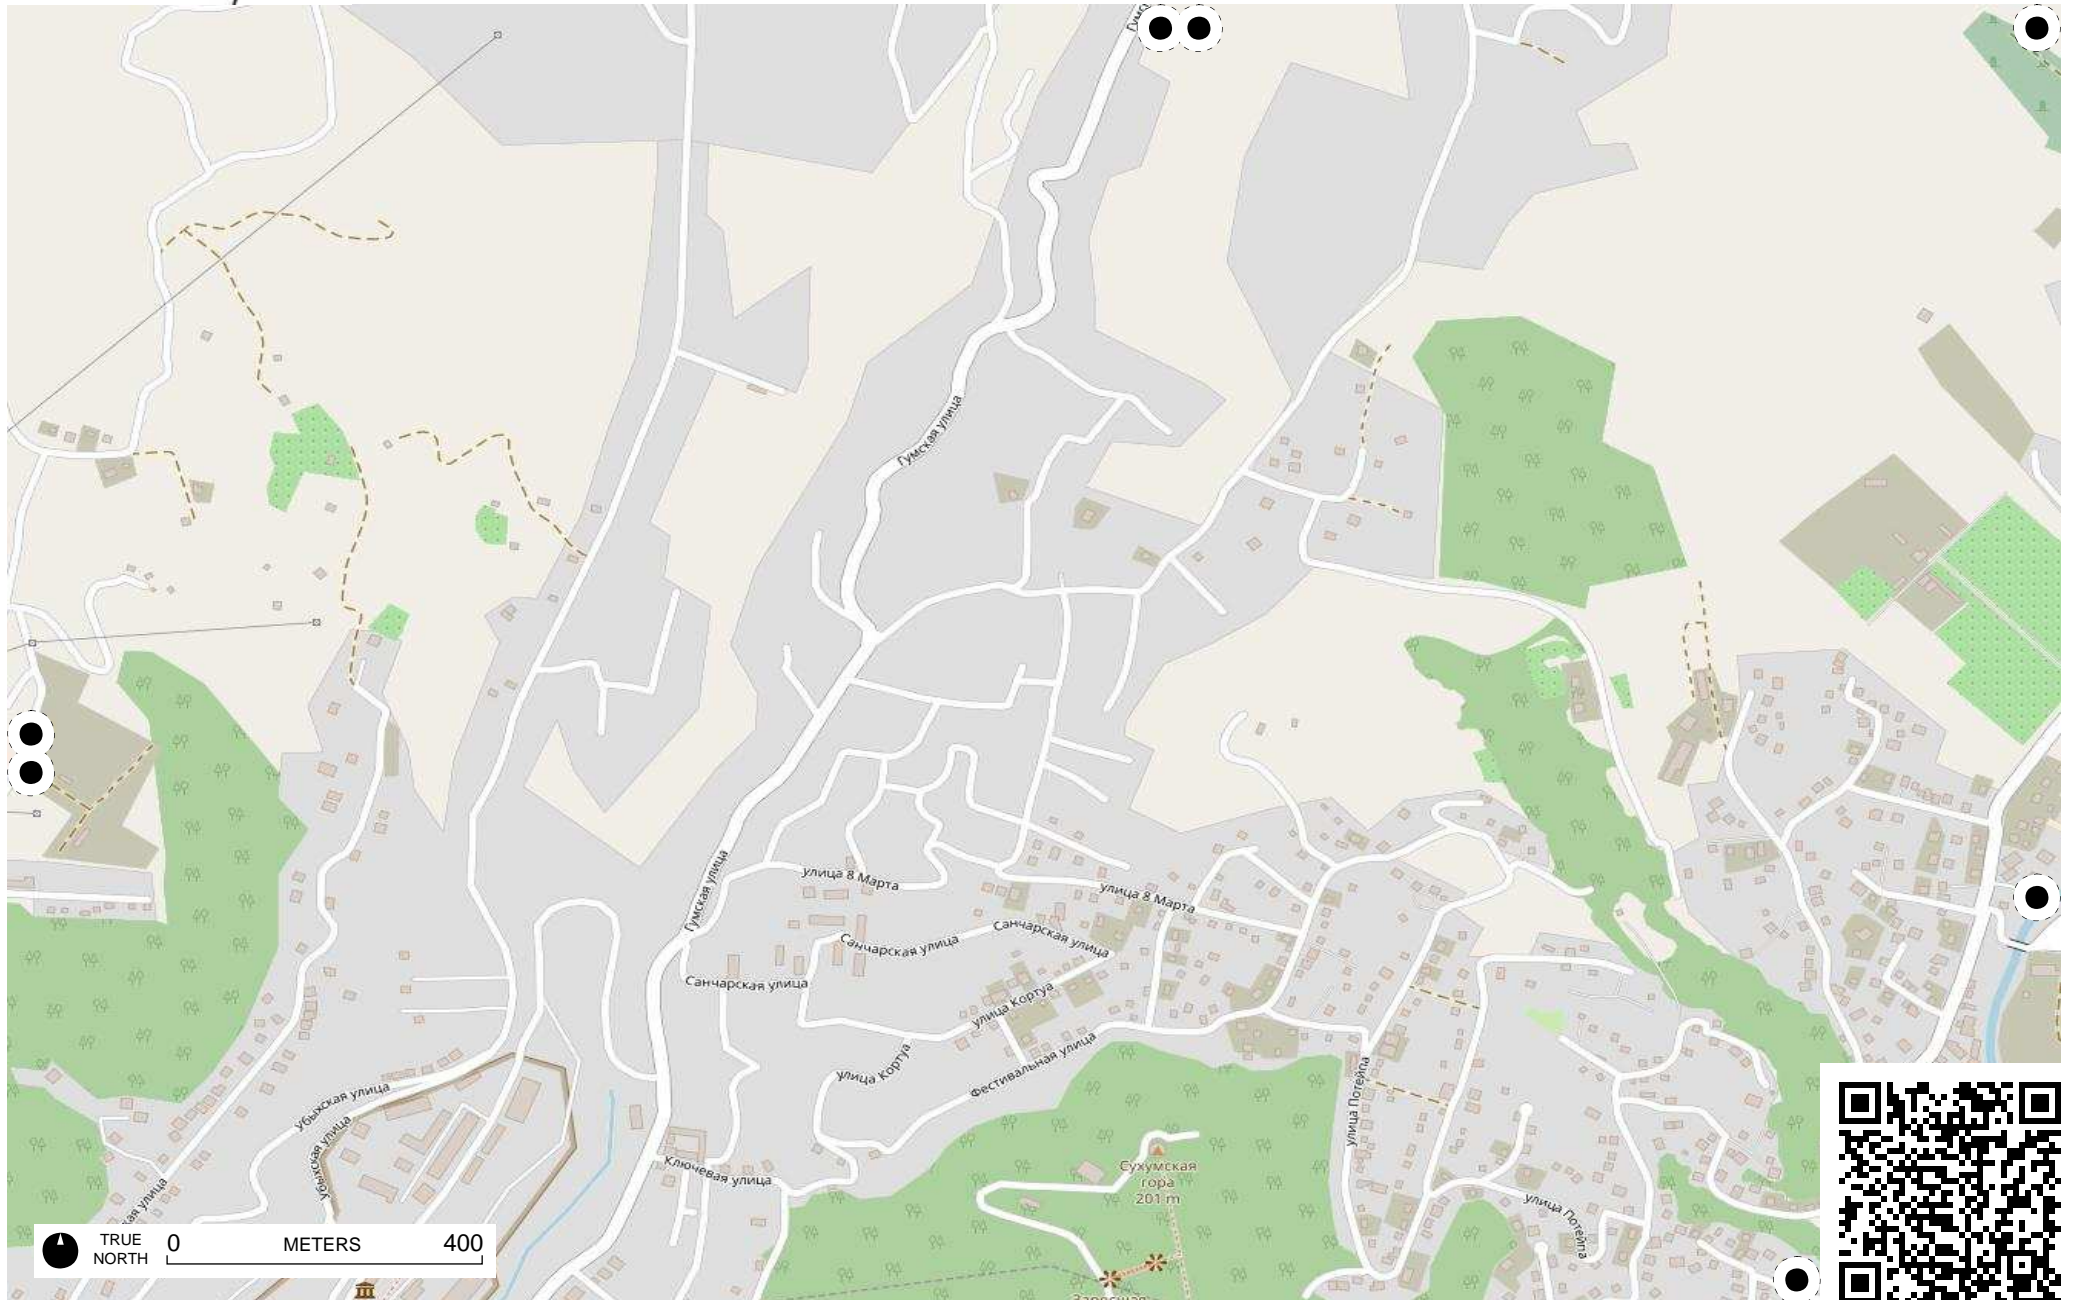 Гумская улица
улица 8 Марта
улица 8 Марта
Гумская улица
Санчарская улица
Санчарская улица
Санчарская улица
улица Кортуа
улица Кортуа
Фестивальная улица
улица Потейпа
Убыхская улица
Убыхская улица
Ключевая улица
Сухумская
гора
201 m
улица Потейпа
TRUE
NORTH
0 METERS 400